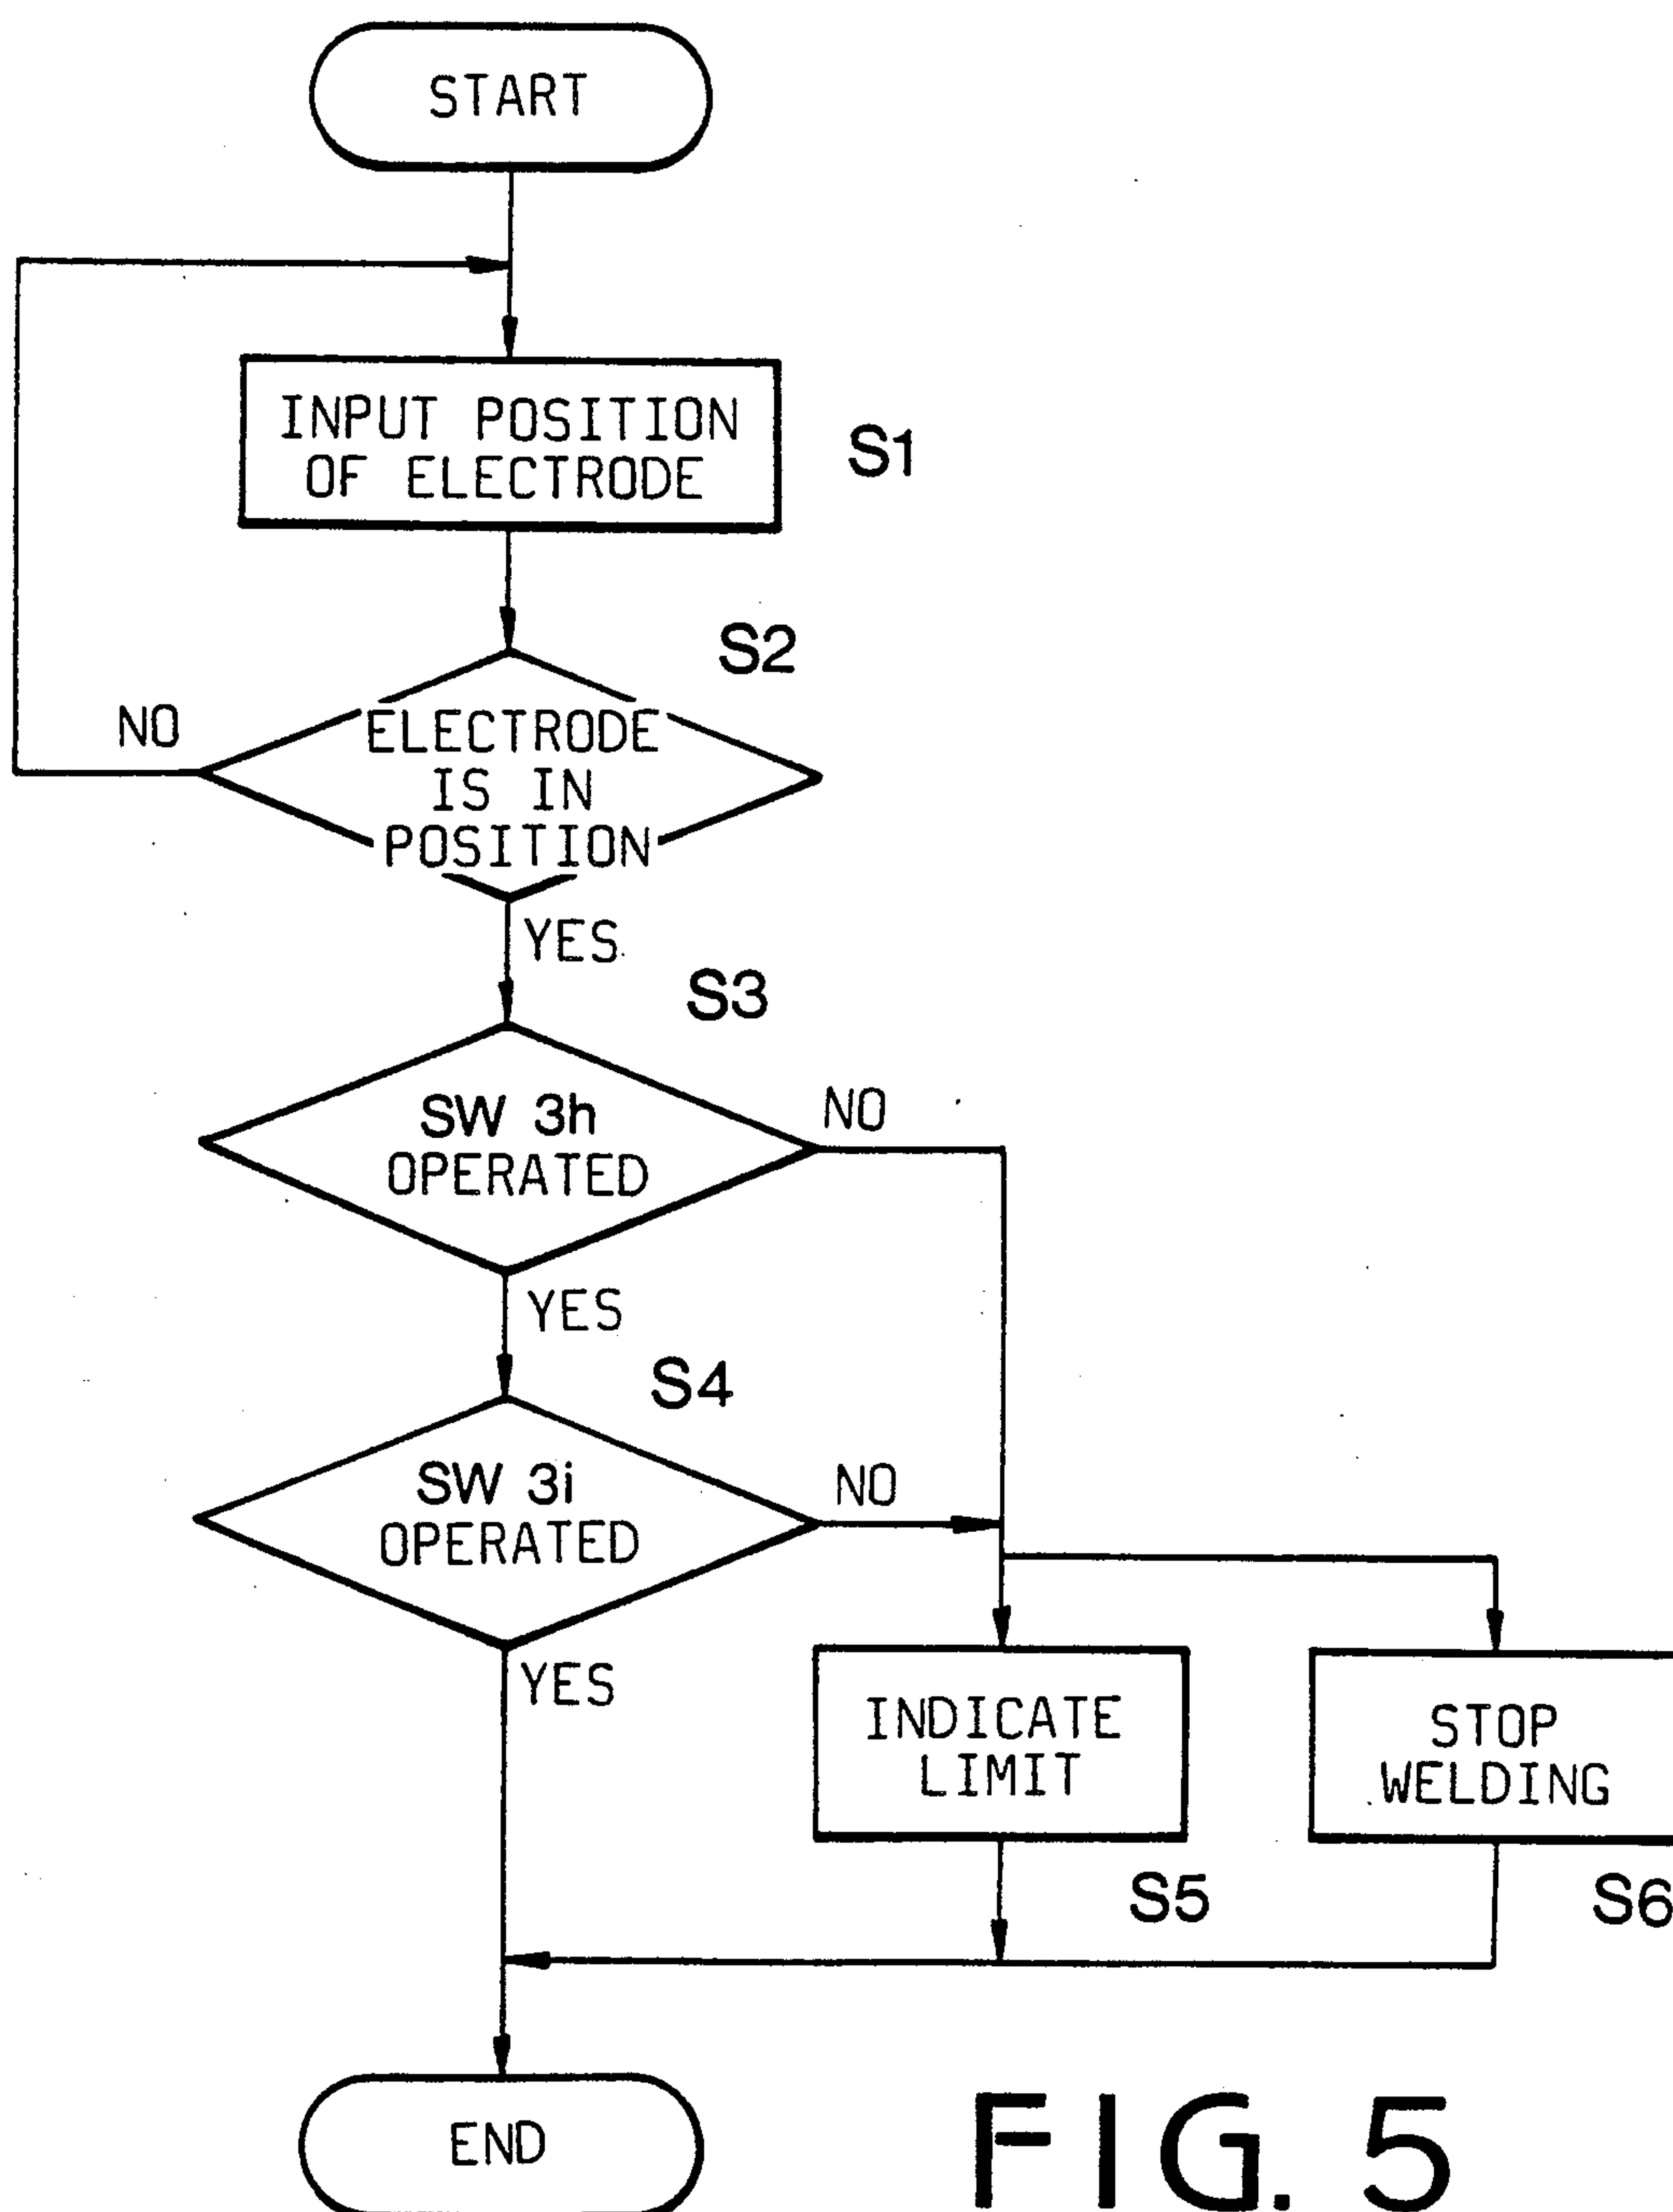 START
INPUT POSITION
OF ELECTRODE
S1
S2
NO
ELECTRODE
IS IN
POSITION
YES
S3
SW 3h
OPERATED
NO
YES
S4
SW 3i
OPERATED
NO
YES
INDICATE
LIMIT
STOP
WELDING
S5
S6
END
FIG. 5